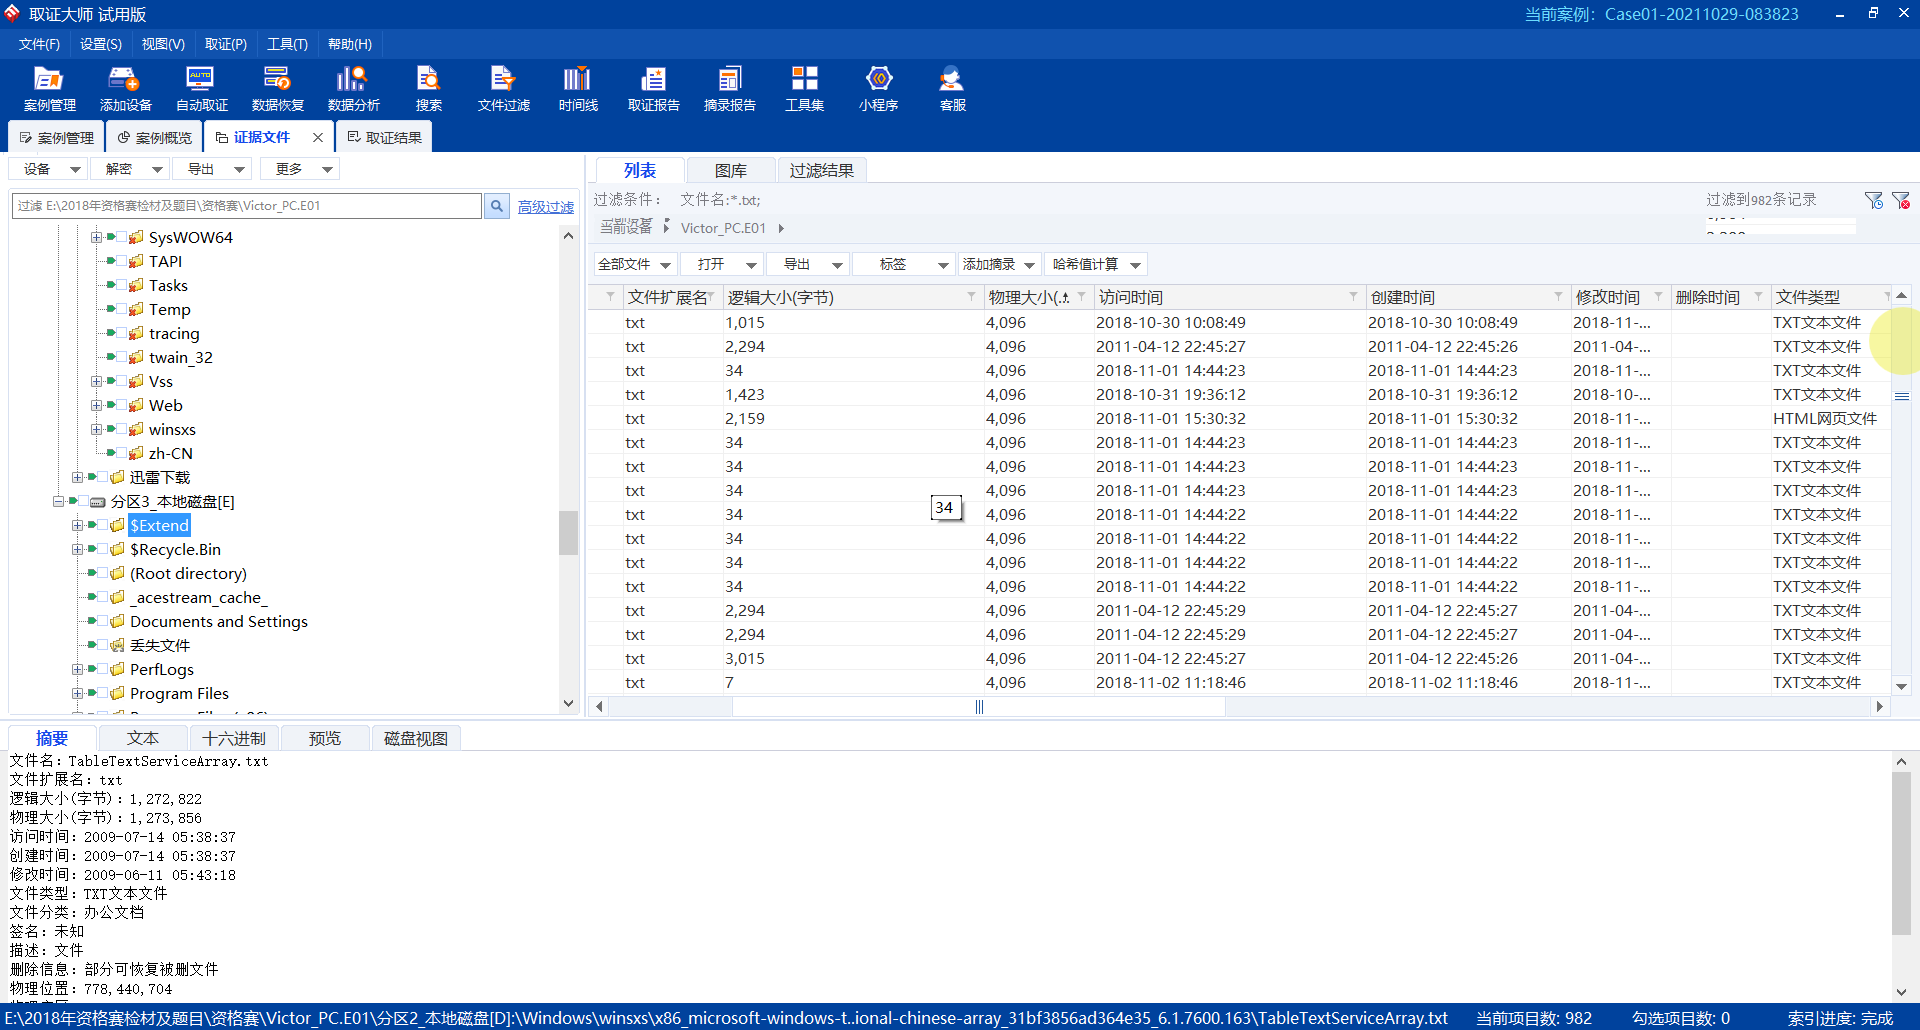 取证大师 试用版
当前案例：Case01-20211029-083823
文件(F) 设置(S) 视图(V) 取证(P) 工具(T) 帮助(H)
案例管理 添加设备 自动取证 数据恢复 数据分析 搜索 文件过滤 时间线 取证报告 摘录报告 工具集 小程序 客服
案例管理 案例概览 证据文件 取证结果
设备 解密 导出 更多
过滤 E:\2018年资格赛检材及题目\资格赛\Victor_PC.E01
高级过滤
SysWOW64
TAPI
Tasks
Temp
tracing
twain_32
Vss
Web
winsxs
zh-CN
迅雷下载
分区3_本地磁盘[E]
$Extend
$Recycle.Bin
(Root directory)
_acestream_cache_
Documents and Settings
丢失文件
PerfLogs
Program Files
列表 图库 过滤结果
过滤条件： 文件名:*.txt;
过滤到982条记录
当前设备 Victor_PC.E01
全部文件 打开 导出 标签 添加摘录 哈希值计算
文件扩展名 逻辑大小(字节) 物理大小(.. 访问时间 创建时间 修改时间 删除时间 文件类型
txt 1,015 4,096 2018-10-30 10:08:49 2018-10-30 10:08:49 2018-11-... TXT文本文件
txt 2,294 4,096 2011-04-12 22:45:27 2011-04-12 22:45:26 2011-04-... TXT文本文件
txt 34 4,096 2018-11-01 14:44:23 2018-11-01 14:44:23 2018-11-... TXT文本文件
txt 1,423 4,096 2018-10-31 19:36:12 2018-10-31 19:36:12 2018-10-... TXT文本文件
txt 2,159 4,096 2018-11-01 15:30:32 2018-11-01 15:30:32 2018-11-... HTML网页文件
txt 34 4,096 2018-11-01 14:44:23 2018-11-01 14:44:23 2018-11-... TXT文本文件
txt 34 4,096 2018-11-01 14:44:23 2018-11-01 14:44:23 2018-11-... TXT文本文件
txt 34 4,096 2018-11-01 14:44:23 2018-11-01 14:44:23 2018-11-... TXT文本文件
txt 34 4,096 2018-11-01 14:44:22 2018-11-01 14:44:22 2018-11-... TXT文本文件
34
txt 34 4,096 2018-11-01 14:44:22 2018-11-01 14:44:22 2018-11-... TXT文本文件
txt 34 4,096 2018-11-01 14:44:22 2018-11-01 14:44:22 2018-11-... TXT文本文件
txt 34 4,096 2018-11-01 14:44:22 2018-11-01 14:44:22 2018-11-... TXT文本文件
txt 2,294 4,096 2011-04-12 22:45:29 2011-04-12 22:45:27 2011-04-... TXT文本文件
txt 2,294 4,096 2011-04-12 22:45:29 2011-04-12 22:45:27 2011-04-... TXT文本文件
txt 3,015 4,096 2011-04-12 22:45:27 2011-04-12 22:45:26 2011-04-... TXT文本文件
txt 7 4,096 2018-11-02 11:18:46 2018-11-02 11:18:46 2018-11-... TXT文本文件
摘要 文本 十六进制 预览 磁盘视图
文件名：TableTextServiceArray.txt
文件扩展名：txt
逻辑大小(字节)：1,272,822
物理大小(字节)：1,273,856
访问时间：2009-07-14 05:38:37
创建时间：2009-07-14 05:38:37
修改时间：2009-06-11 05:43:18
文件类型：TXT文本文件
文件分类：办公文档
签名：未知
描述：文件
删除信息：部分可恢复被删文件
物理位置：778,440,704
E:\2018年资格赛检材及题目\资格赛\Victor_PC.E01\分区2_本地磁盘[D]:\Windows\winsxs\x86_microsoft-windows-t..ional-chinese-array_31bf3856ad364e35_6.1.7600.163\TableTextServiceArray.txt 当前项目数: 982 勾选项目数: 0 索引进度: 完成